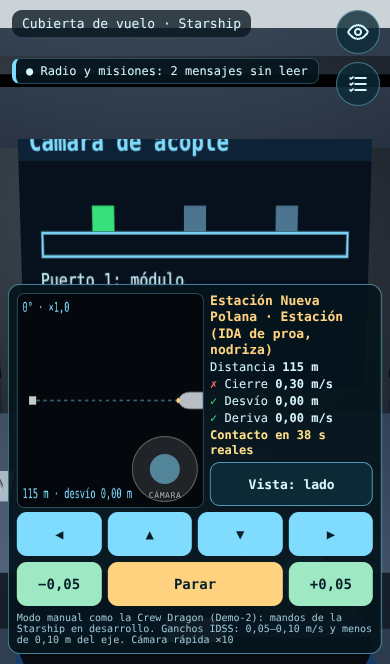 Cubierta de vuelo · Starship
● Radio y misiones: 2 mensajes sin leer
Cámara de acople
Puerto 1: módulo
0° · ×1,0
115 m · desvío 0,00 m
CÁMARA
Estación Nueva
Polana · Estación
(IDA de proa,
nodriza)
Distancia 115 m
✗ Cierre 0,30 m/s
✓ Desvío 0,00 m
✓ Deriva 0,00 m/s
Contacto en 38 s
reales
Vista: lado
◄ ▲ ▼ ►
−0,05 Parar +0,05
Modo manual como la Crew Dragon (Demo-2): mandos de la
Starship en desarrollo. Ganchos IDSS: 0,05–0,10 m/s y menos
de 0,10 m del eje. Cámara rápida ×10